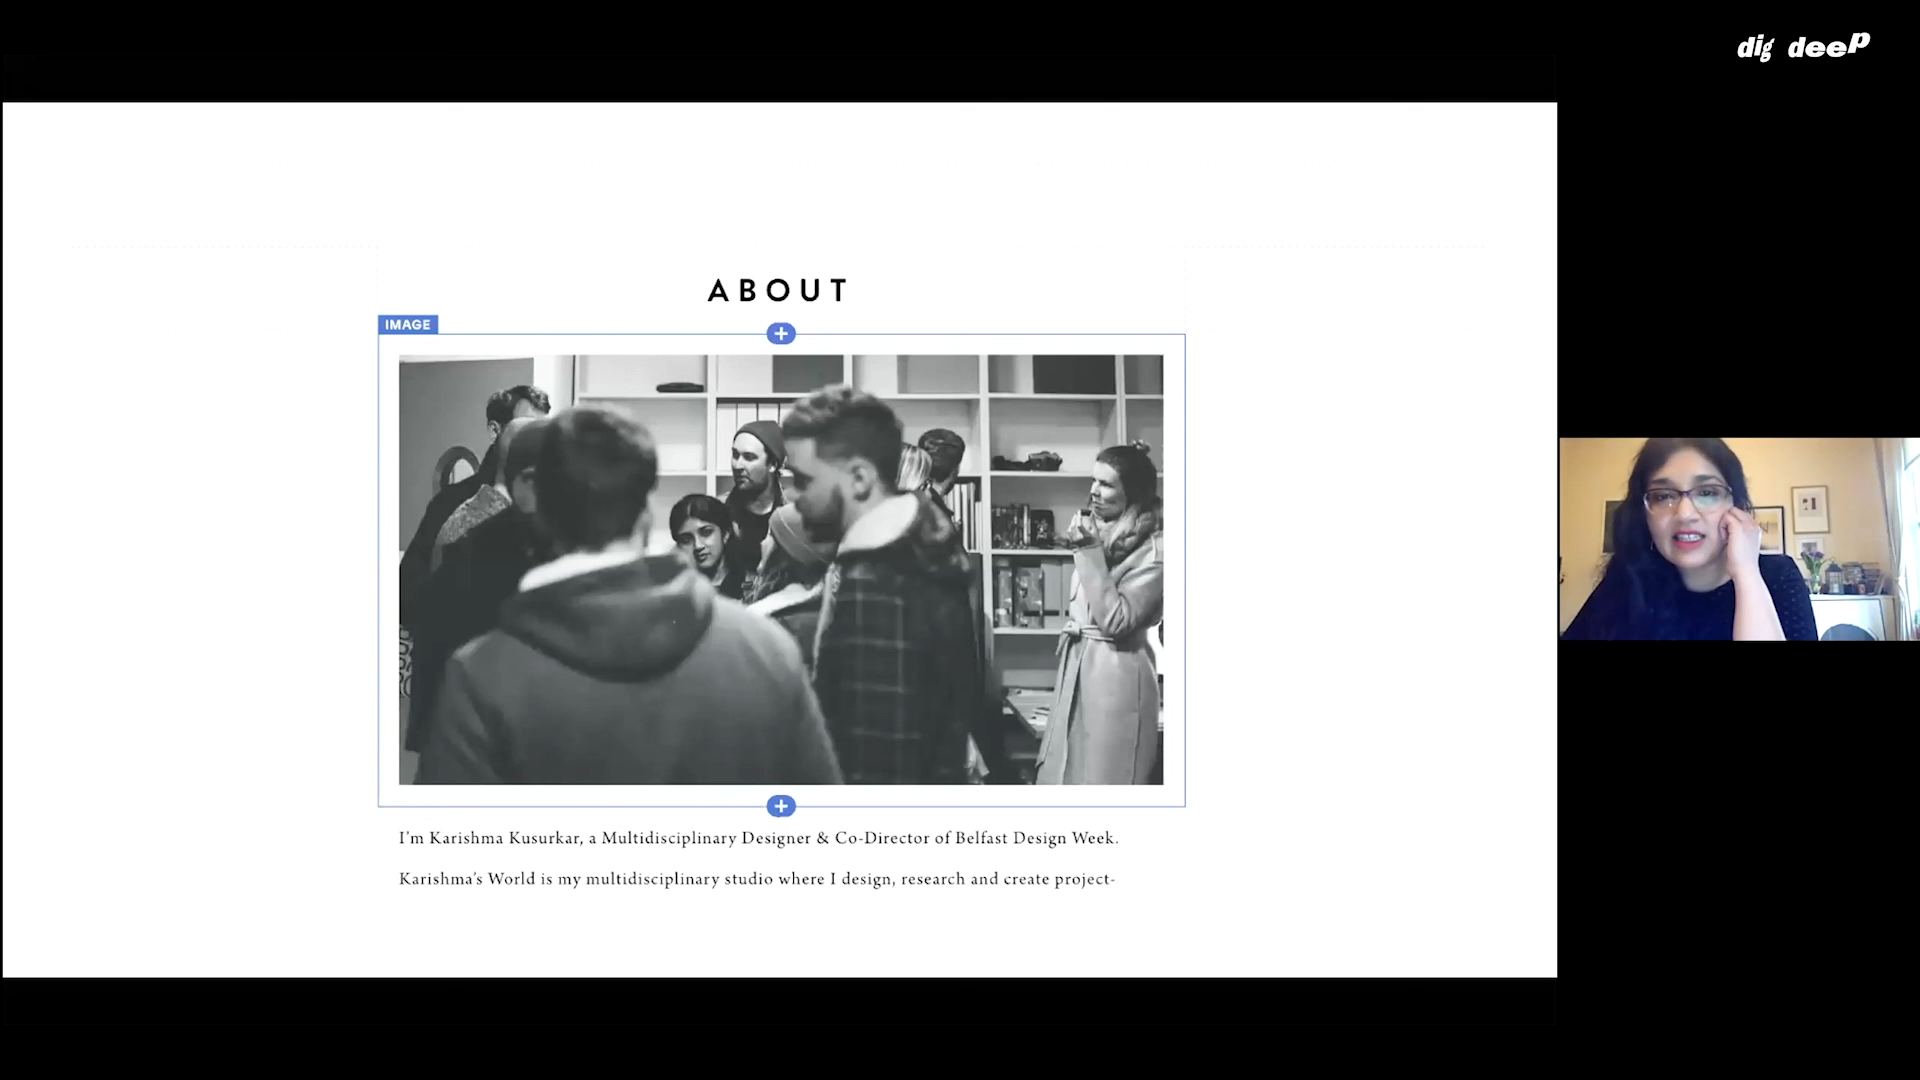 dig deep
ABOUT
IMAGE
I'm Karishma Kusurkar, a Multidisciplinary Designer & Co-Director of Belfast Design Week.
Karishma's World is my multidisciplinary studio where I design, research and create project-